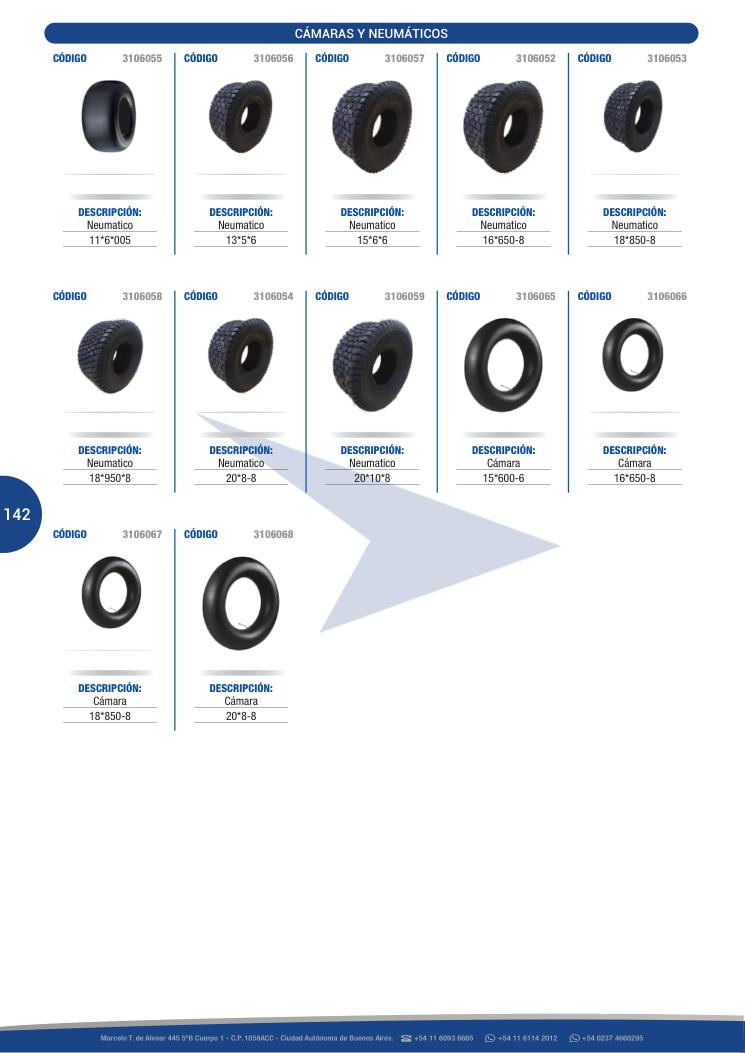 CÁMARAS Y NEUMÁTICOS
CÓDIGO 3106055
DESCRIPCIÓN:
Neumatico
11*6*005
CÓDIGO 3106056
DESCRIPCIÓN:
Neumatico
13*5*6
CÓDIGO 3106057
DESCRIPCIÓN:
Neumatico
15*6*6
CÓDIGO 3106052
DESCRIPCIÓN:
Neumatico
16*650-8
CÓDIGO 3106053
DESCRIPCIÓN:
Neumatico
18*850-8
CÓDIGO 3106058
DESCRIPCIÓN:
Neumatico
18*950*8
CÓDIGO 3106054
DESCRIPCIÓN:
Neumatico
20*8-8
CÓDIGO 3106059
DESCRIPCIÓN:
Neumatico
20*10*8
CÓDIGO 3106065
DESCRIPCIÓN:
Cámara
15*600-6
CÓDIGO 3106066
DESCRIPCIÓN:
Cámara
16*650-8
142
CÓDIGO 3106067
DESCRIPCIÓN:
Cámara
18*850-8
CÓDIGO 3106068
DESCRIPCIÓN:
Cámara
20*8-8
Marcelo T. de Alvear 445 5ºB Cuerpo 1 - C.P. 1058ACC - Ciudad Autónoma de Buenos Aires. +54 11 6093 6665 +54 11 6114 2012 +54 0237 4660295